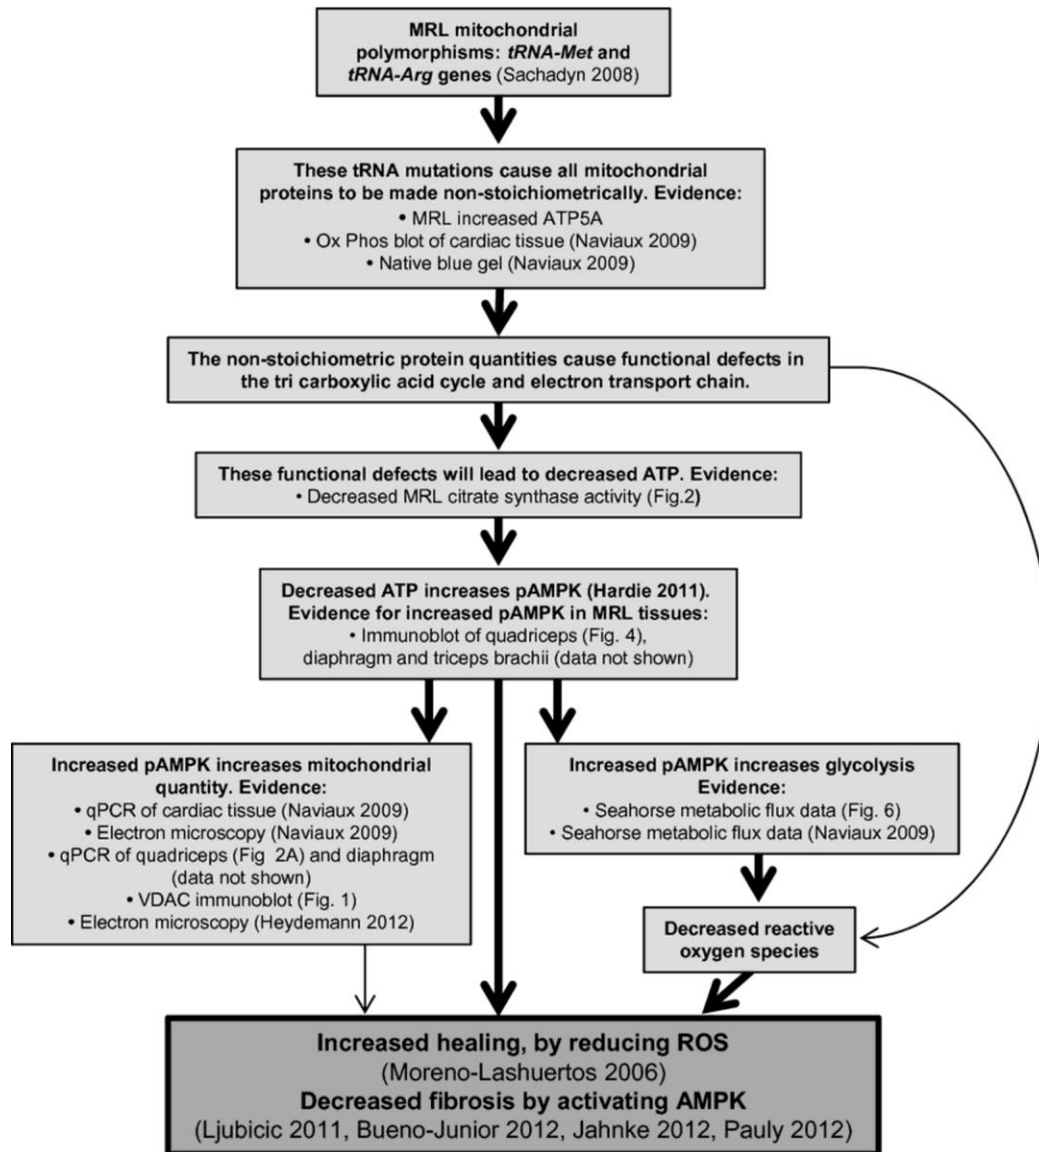 MRL mitochondrial
polymorphisms: tRNA-Met and
tRNA-Arg genes (Sachadyn 2008)
These tRNA mutations cause all mitochondrial
proteins to be made non-stoichiometrically. Evidence:
• MRL increased ATP5A
• Ox Phos blot of cardiac tissue (Naviaux 2009)
• Native blue gel (Naviaux 2009)
The non-stoichiometric protein quantities cause functional defects in
the tri carboxylic acid cycle and electron transport chain.
These functional defects will lead to decreased ATP. Evidence:
• Decreased MRL citrate synthase activity (Fig.2)
Decreased ATP increases pAMPK (Hardie 2011).
Evidence for increased pAMPK in MRL tissues:
• Immunoblot of quadriceps (Fig. 4),
diaphragm and triceps brachii (data not shown)
Increased pAMPK increases mitochondrial
quantity. Evidence:
• qPCR of cardiac tissue (Naviaux 2009)
• Electron microscopy (Naviaux 2009)
• qPCR of quadriceps (Fig 2A) and diaphragm
(data not shown)
• VDAC immunoblot (Fig. 1)
• Electron microscopy (Heydemann 2012)
Increased pAMPK increases glycolysis
Evidence:
• Seahorse metabolic flux data (Fig. 6)
• Seahorse metabolic flux data (Naviaux 2009)
Decreased reactive
oxygen species
Increased healing, by reducing ROS
(Moreno-Lashuertos 2006)
Decreased fibrosis by activating AMPK
(Ljubicic 2011, Bueno-Junior 2012, Jahnke 2012, Pauly 2012)